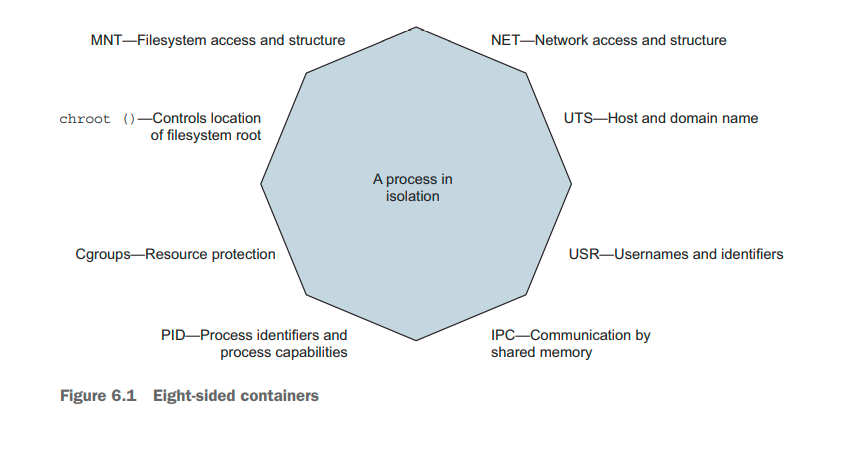 MNT—Filesystem access and structure
NET—Network access and structure
chroot ()—Controls location
of filesystem root
UTS—Host and domain name
A process in
isolation
Cgroups—Resource protection
USR—Usernames and identifiers
PID—Process identifiers and
process capabilities
IPC—Communication by
shared memory
Figure 6.1 Eight-sided containers